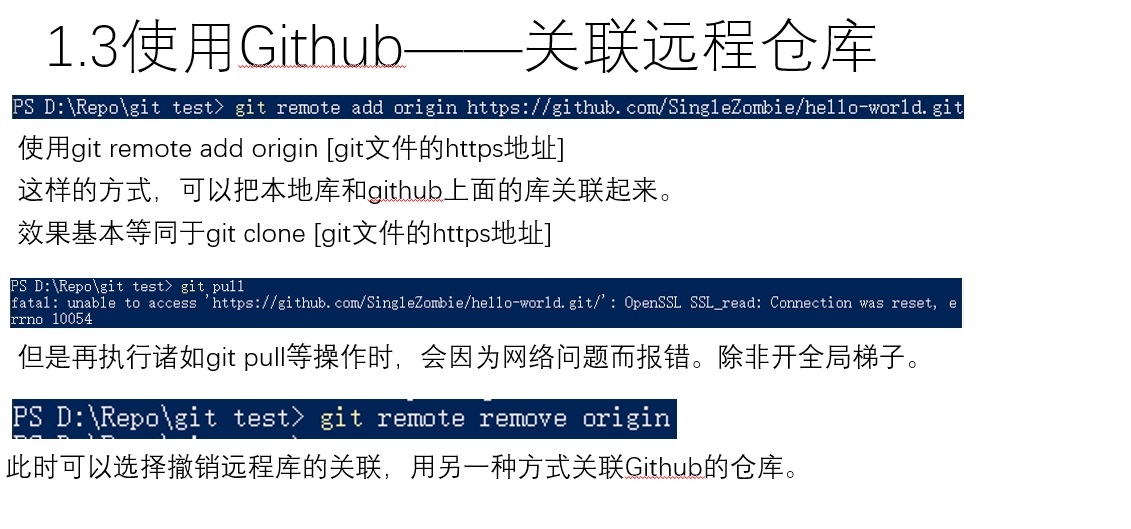 1.3使用Github——关联远程仓库
PS D:\Repo\git test> git remote add origin https://github.com/SingleZombie/hello-world.git
使用git remote add origin [git文件的https地址]
这样的方式，可以把本地库和github上面的库关联起来。
效果基本等同于git clone [git文件的https地址]
PS D:\Repo\git test> git pull
fatal: unable to access 'https://github.com/SingleZombie/hello-world.git/': OpenSSL SSL_read: Connection was reset, e
rrno 10054
但是再执行诸如git pull等操作时，会因为网络问题而报错。除非开全局梯子。
PS D:\Repo\git test> git remote remove origin
此时可以选择撤销远程库的关联，用另一种方式关联Github的仓库。